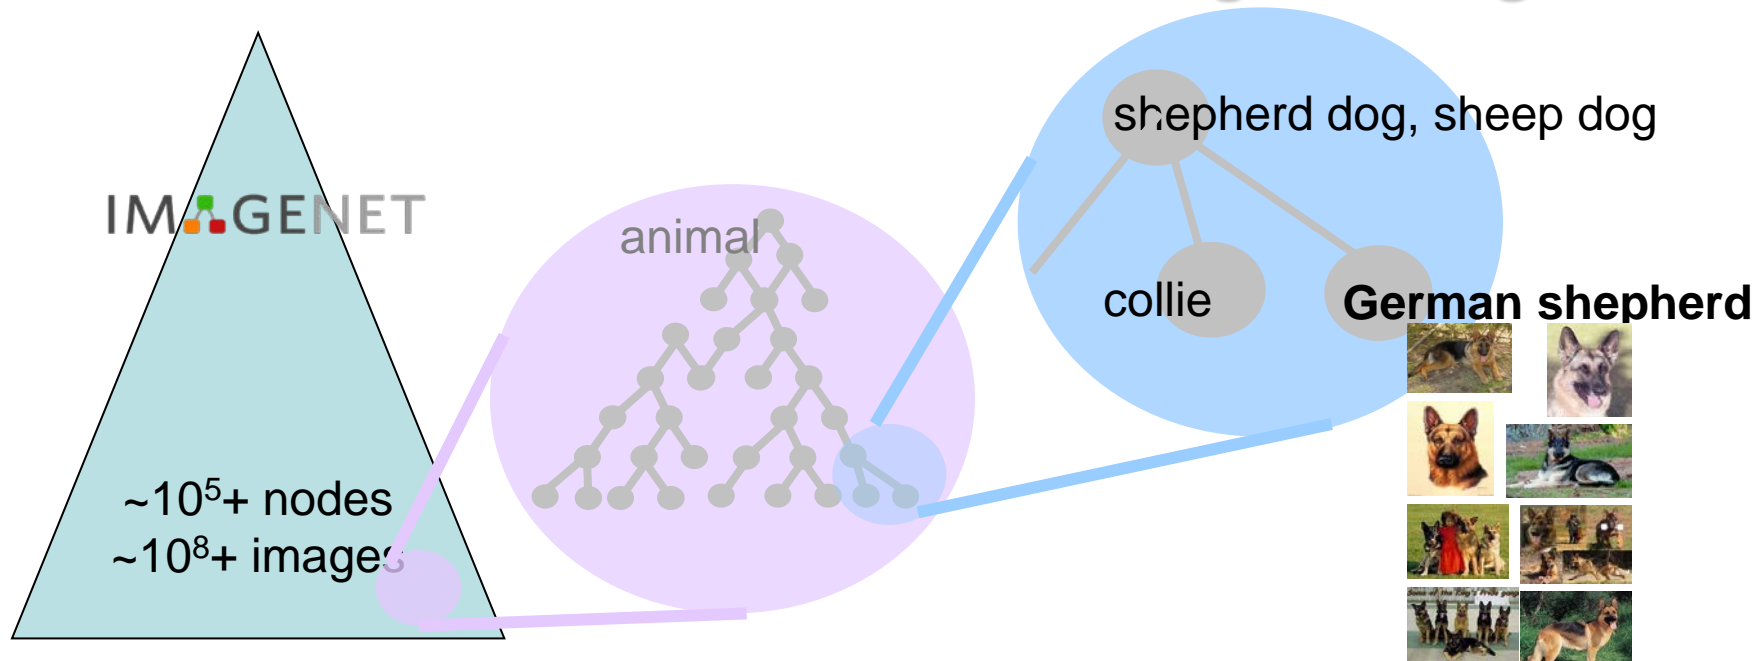 shepherd dog, sheep dog
IMAGENET
animal
collie
German shepherd
~10⁵+ nodes
~10⁸+ images